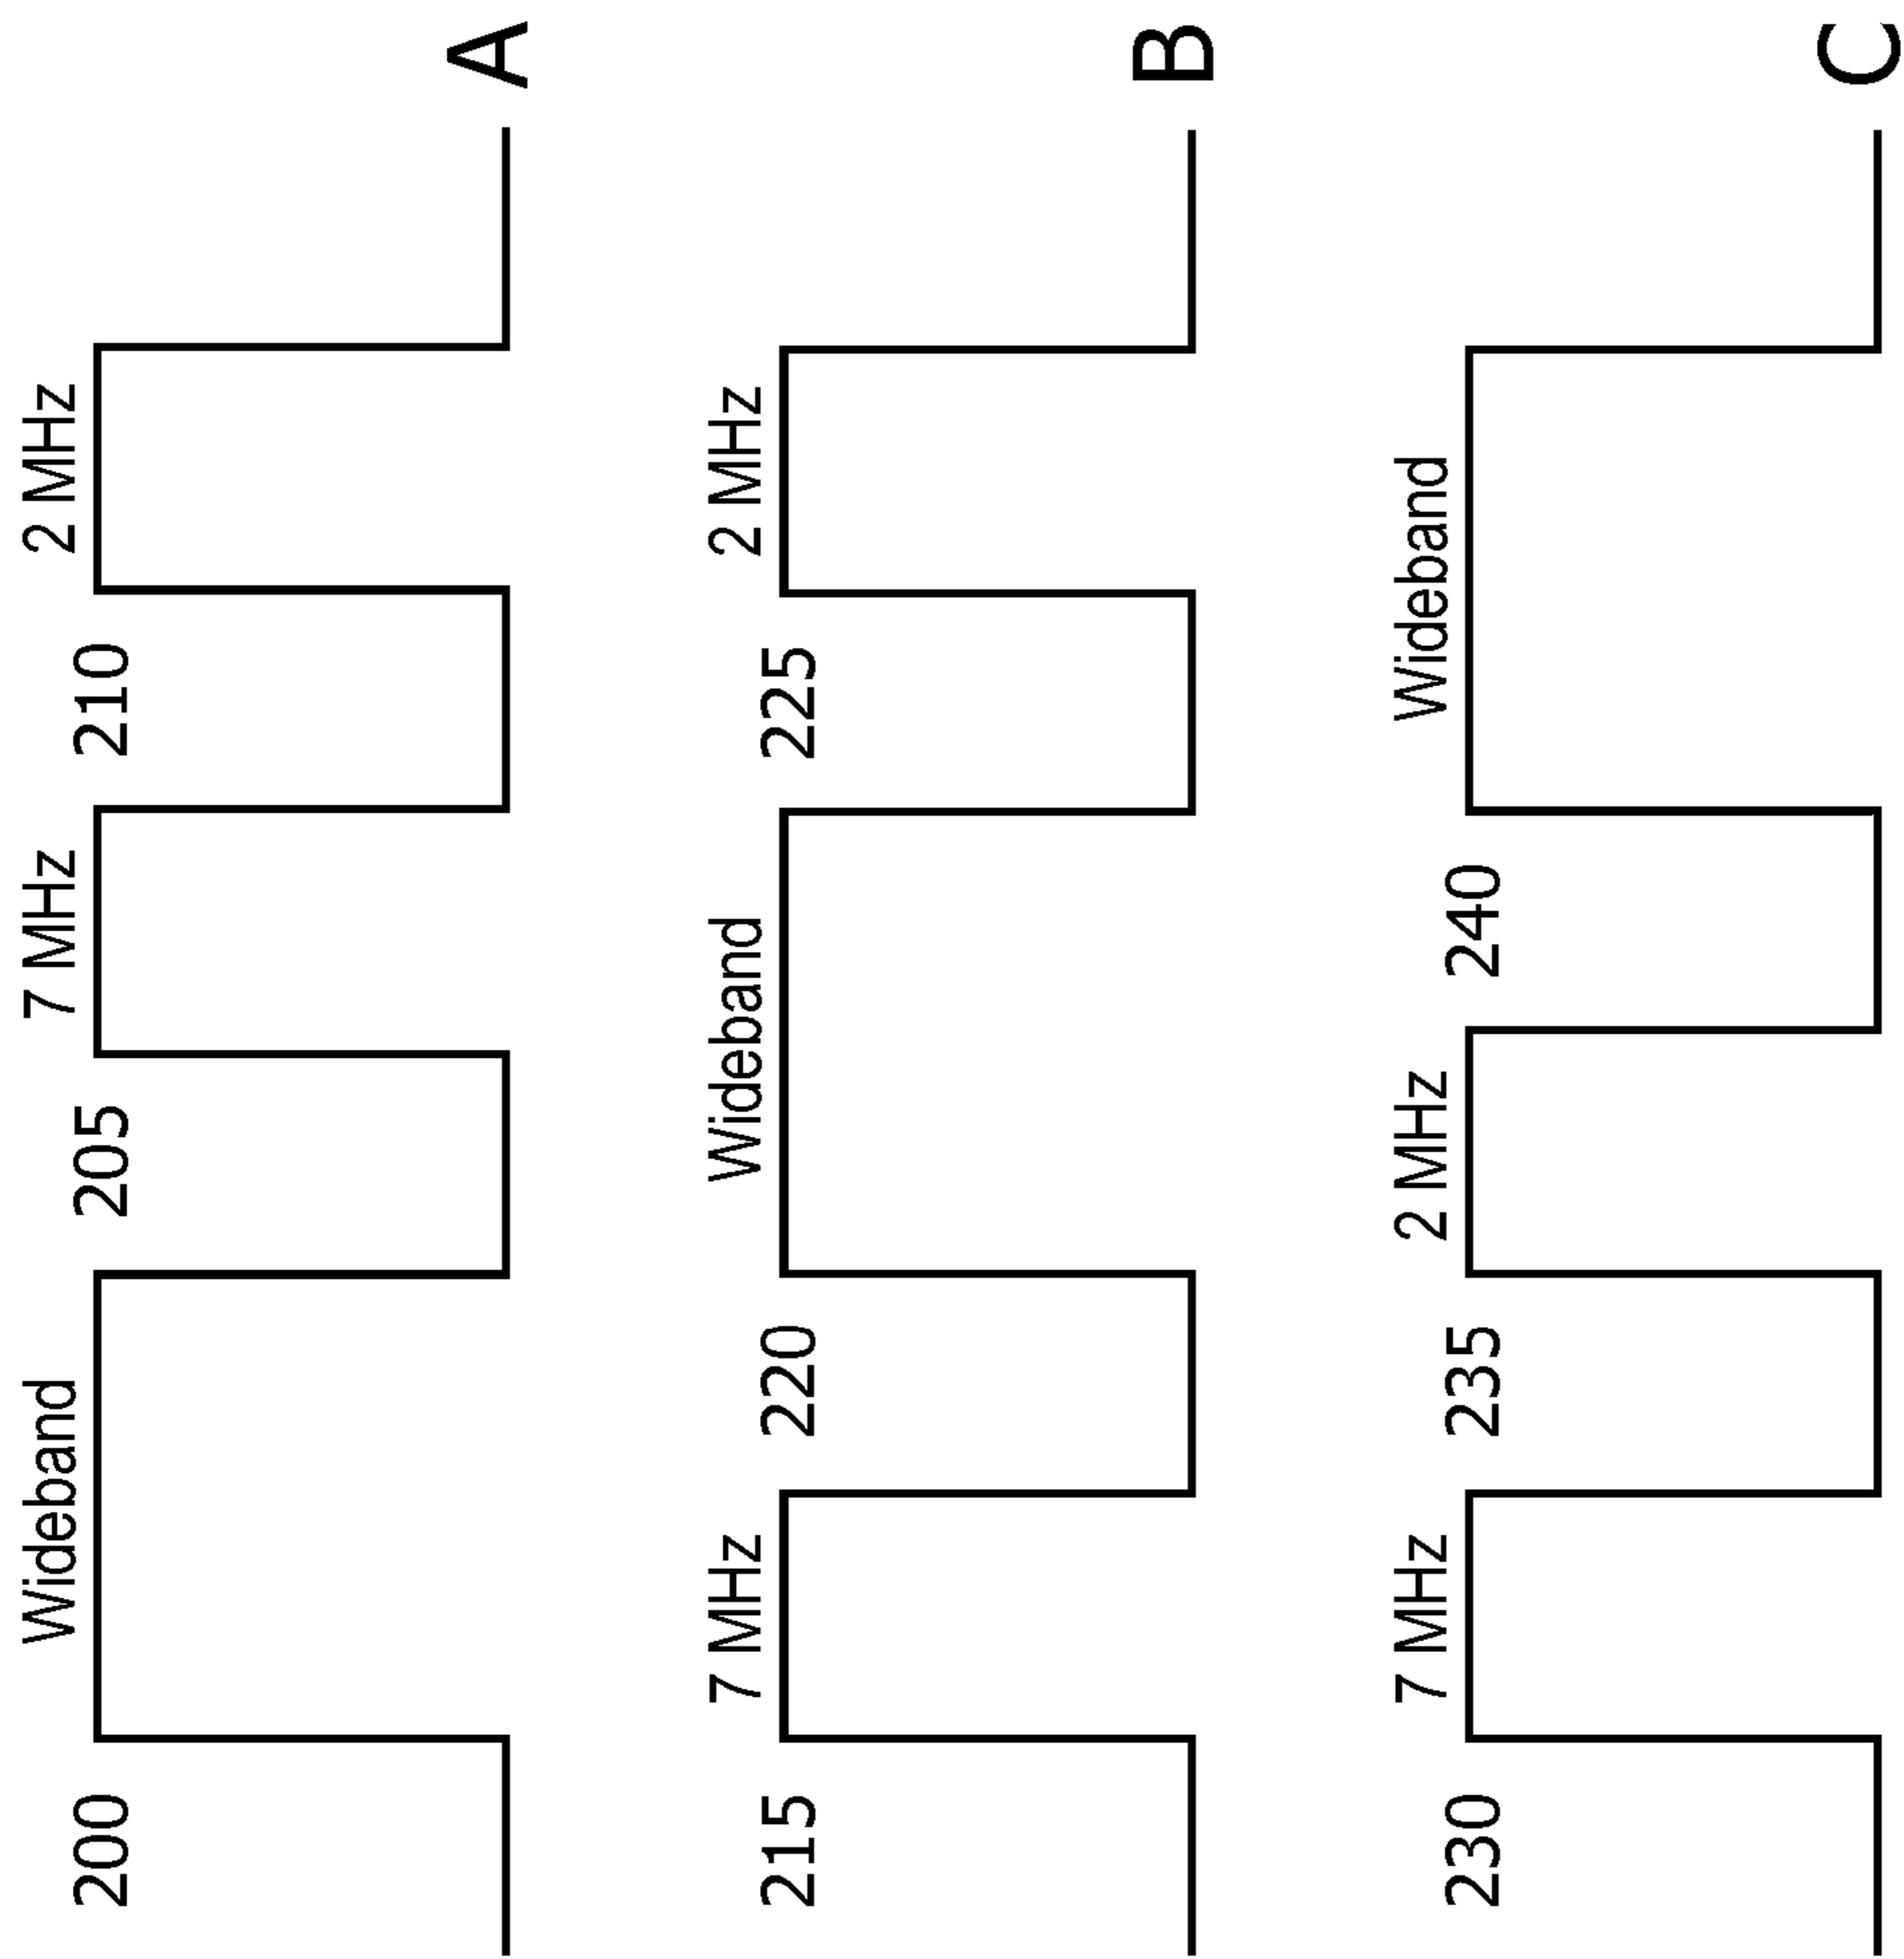 Wideband 7 MHz 2 MHz
200 205 210
A
7 MHz Wideband 2 MHz
215 220 225
B
7 MHz 2 MHz Wideband
230 235 240
C